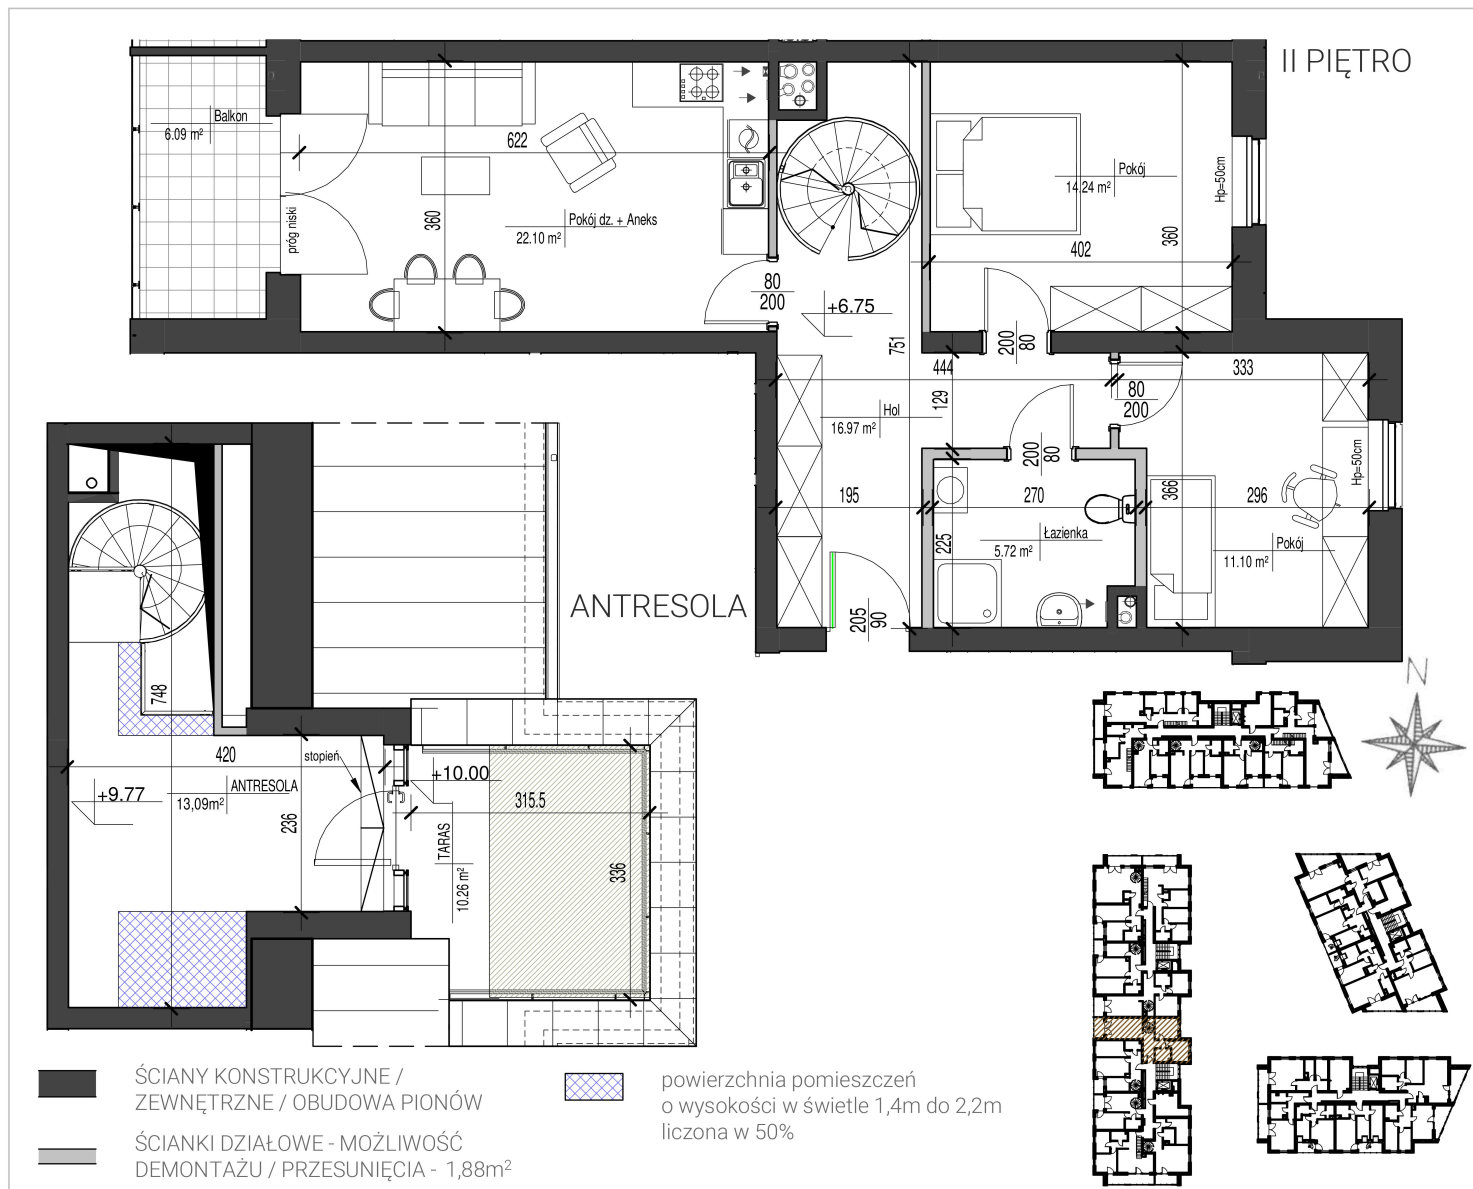 II PIĘTRO
Balkon
6.09 m²
622
360
próg niski
Pokój dz. + Aneks
22.10 m²
80
200
+6.75
751
Pokój
14.24 m²
402
360
Hp=50cm
200
80
444
129
80
200
333
Hol
16.97 m²
195
200
80
270
225
Łazienka
5.72 m²
366
296
Pokój
11.10 m²
Hp=50cm
205
90
ANTRESOLA
748
420
stopień
+9.77
ANTRESOLA
13,09m²
236
+10.00
315.5
TARAS
10.26 m²
336
N
ŚCIANY KONSTRUKCYJNE /
ZEWNĘTRZNE / OBUDOWA PIONÓW
ŚCIANKI DZIAŁOWE - MOŻLIWOŚĆ
DEMONTAŻU / PRZESUNIĘCIA - 1,88m²
powierzchnia pomieszczeń
o wysokości w świetle 1,4m do 2,2m
liczona w 50%